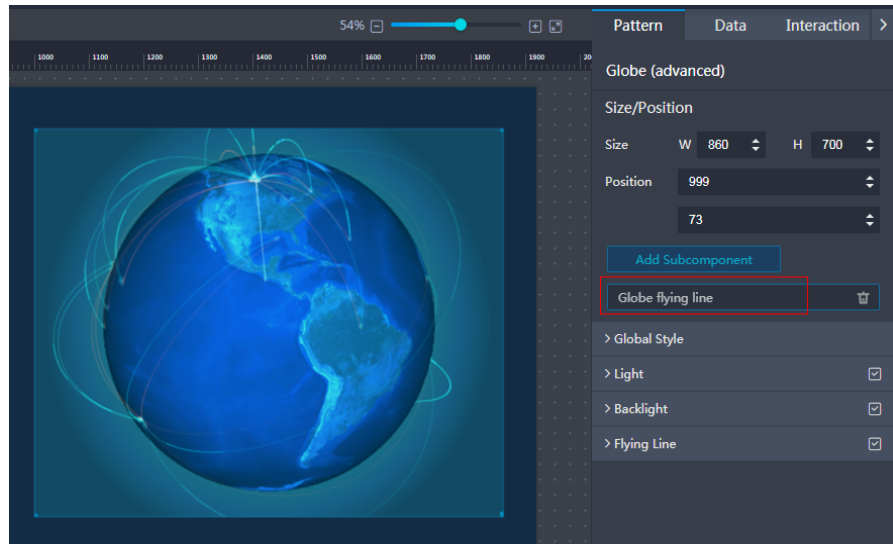 54%
Pattern Data Interaction >
1000 1100 1200 1300 1400 1500 1600 1700 1800 1900 20
Globe (advanced)
Size/Position
Size W 860 H 700
Position 999
73
Add Subcomponent
Globe flying line
> Global Style
> Light
> Backlight
> Flying Line